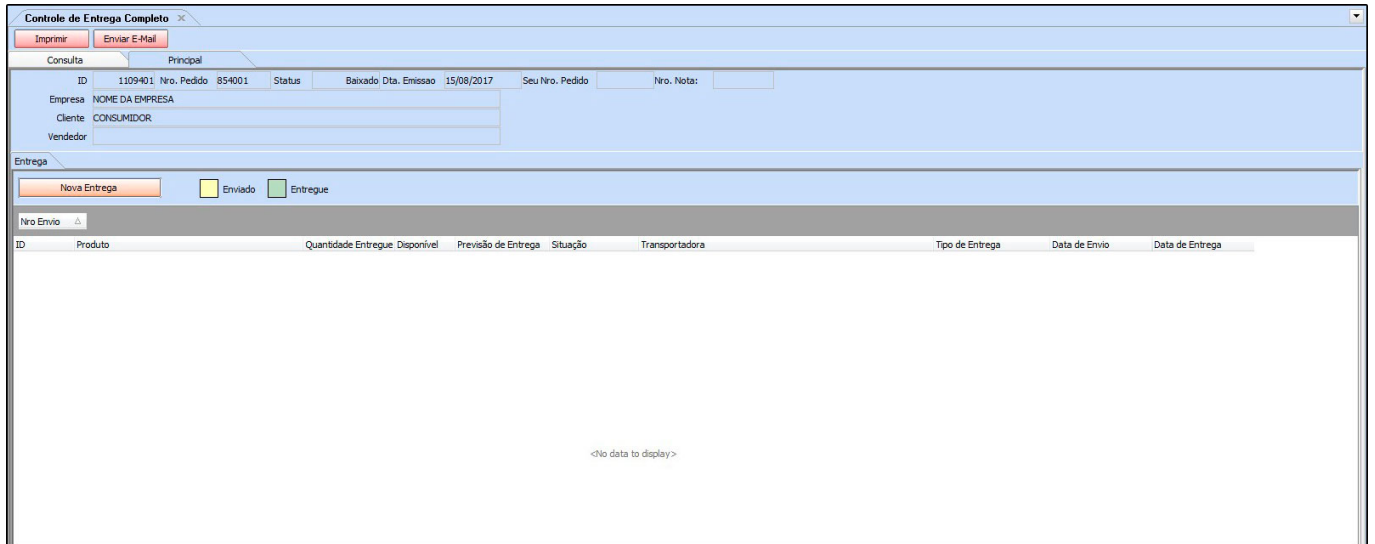 Controle de Entrega Completo
Imprimir Enviar E-Mail
Consulta Principal
ID 1109401 Nro. Pedido 854001 Status Baixado Dta. Emissao 15/08/2017 Seu Nro. Pedido Nro. Nota:
Empresa NOME DA EMPRESA
Cliente CONSUMIDOR
Vendedor
Entrega
Nova Entrega Enviado Entregue
Nro Envio
ID Produto Quantidade Entregue Disponível Previsão de Entrega Situação Transportadora Tipo de Entrega Data de Envio Data de Entrega
<No data to display>